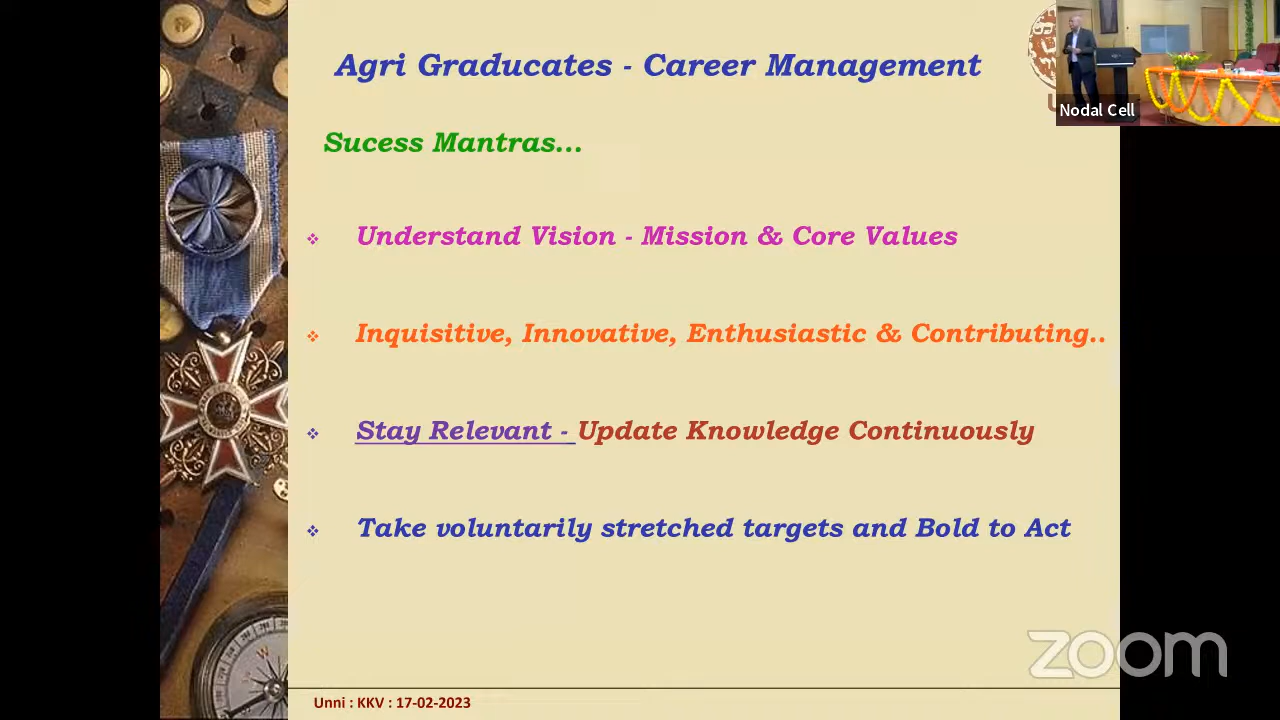 Agri Graducates - Career Management
Nodal Cell
Sucess Mantras...
Understand Vision - Mission & Core Values
Inquisitive, Innovative, Enthusiastic & Contributing..
Stay Relevant - Update Knowledge Continuously
Take voluntarily stretched targets and Bold to Act
zoom
Unni : KKV : 17-02-2023